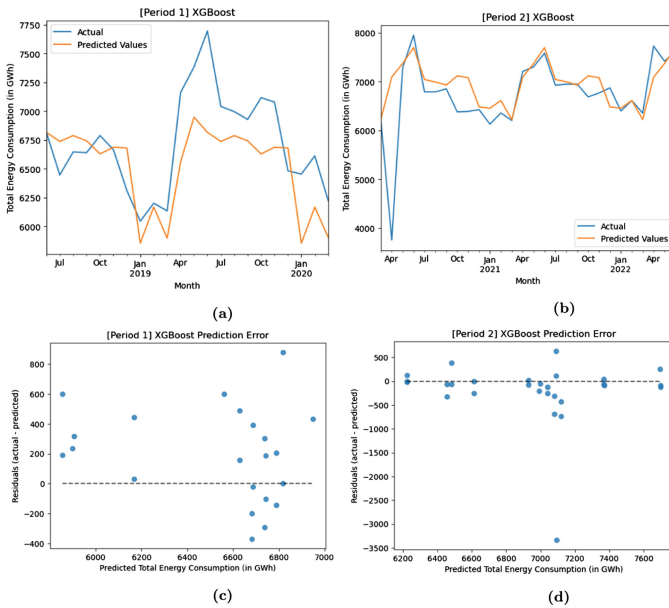 [Period 1] XGBoost
Actual
Predicted Values
Total Energy Consumption (in GWh)
7750
7500
7250
7000
6750
6500
6250
6000
Jul
Oct
Jan
2019
Apr
Jul
Oct
Jan
2020
Month
(a)
[Period 2] XGBoost
Total Energy Consumption (in GWh)
8000
7000
6000
5000
4000
Actual
Predicted Values
Apr
Jul
Oct
Jan
2021
Apr
Jul
Oct
Jan
2022
Apr
Month
(b)
[Period 1] XGBoost Prediction Error
Residuals (actual - predicted)
800
600
400
200
0
-200
-400
6000
6200
6400
6600
6800
7000
Predicted Total Energy Consumption (in GWh)
(c)
[Period 2] XGBoost Prediction Error
Residuals (actual - predicted)
500
0
-500
-1000
-1500
-2000
-2500
-3000
-3500
6200
6400
6600
6800
7000
7200
7400
7600
Predicted Total Energy Consumption (in GWh)
(d)